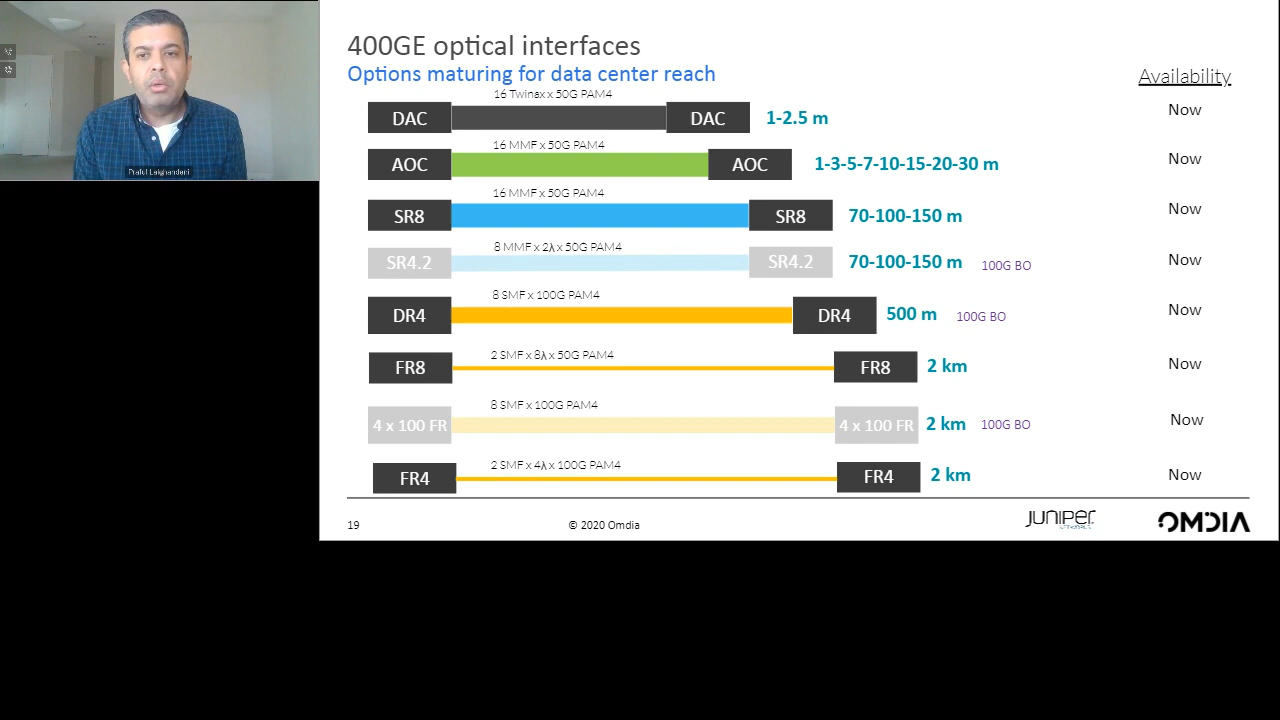 400GE optical interfaces
Options maturing for data center reach
Availability
16 Twinax x 50G PAM4
DAC DAC 1-2.5 m Now
16 MMF x 50G PAM4
AOC AOC 1-3-5-7-10-15-20-30 m Now
16 MMF x 50G PAM4
SR8 SR8 70-100-150 m Now
8 MMF x 2λ x 50G PAM4
SR4.2 SR4.2 70-100-150 m 100G BO Now
8 SMF x 100G PAM4
DR4 DR4 500 m 100G BO Now
2 SMF x 8λ x 50G PAM4
FR8 FR8 2 km Now
8 SMF x 100G PAM4
4 x 100 FR 4 x 100 FR 2 km 100G BO Now
2 SMF x 4λ x 100G PAM4
FR4 FR4 2 km Now
19 © 2020 Omdia JUNIPER OMDIA
Praful Lalchandani